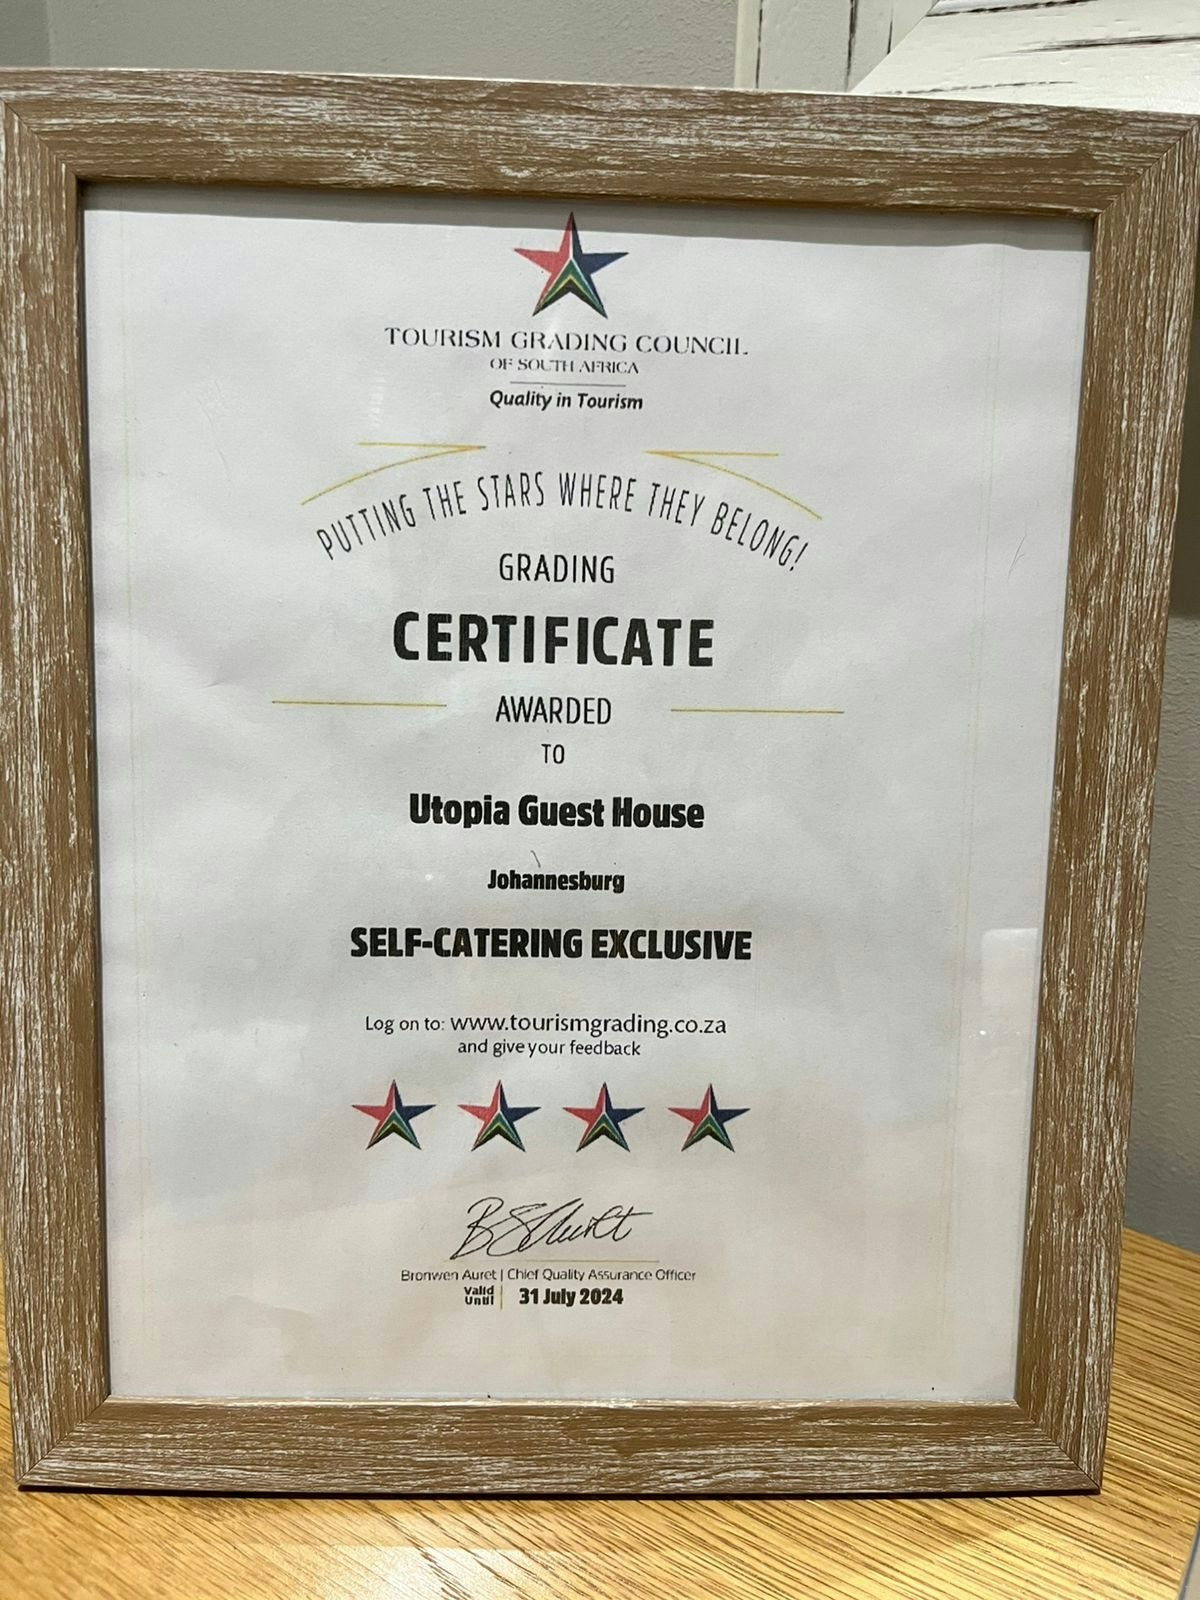 TOURISM GRADING COUNCIL
OF SOUTH AFRICA
Quality in Tourism
PUTTING THE STARS WHERE THEY BELONG!
GRADING
CERTIFICATE
AWARDED
TO
Utopia Guest House
Johannesburg
SELF-CATERING EXCLUSIVE
Log on to: www.tourismgrading.co.za
and give your feedback
Bronwen Auret | Chief Quality Assurance Officer
Valid Until | 31 July 2024